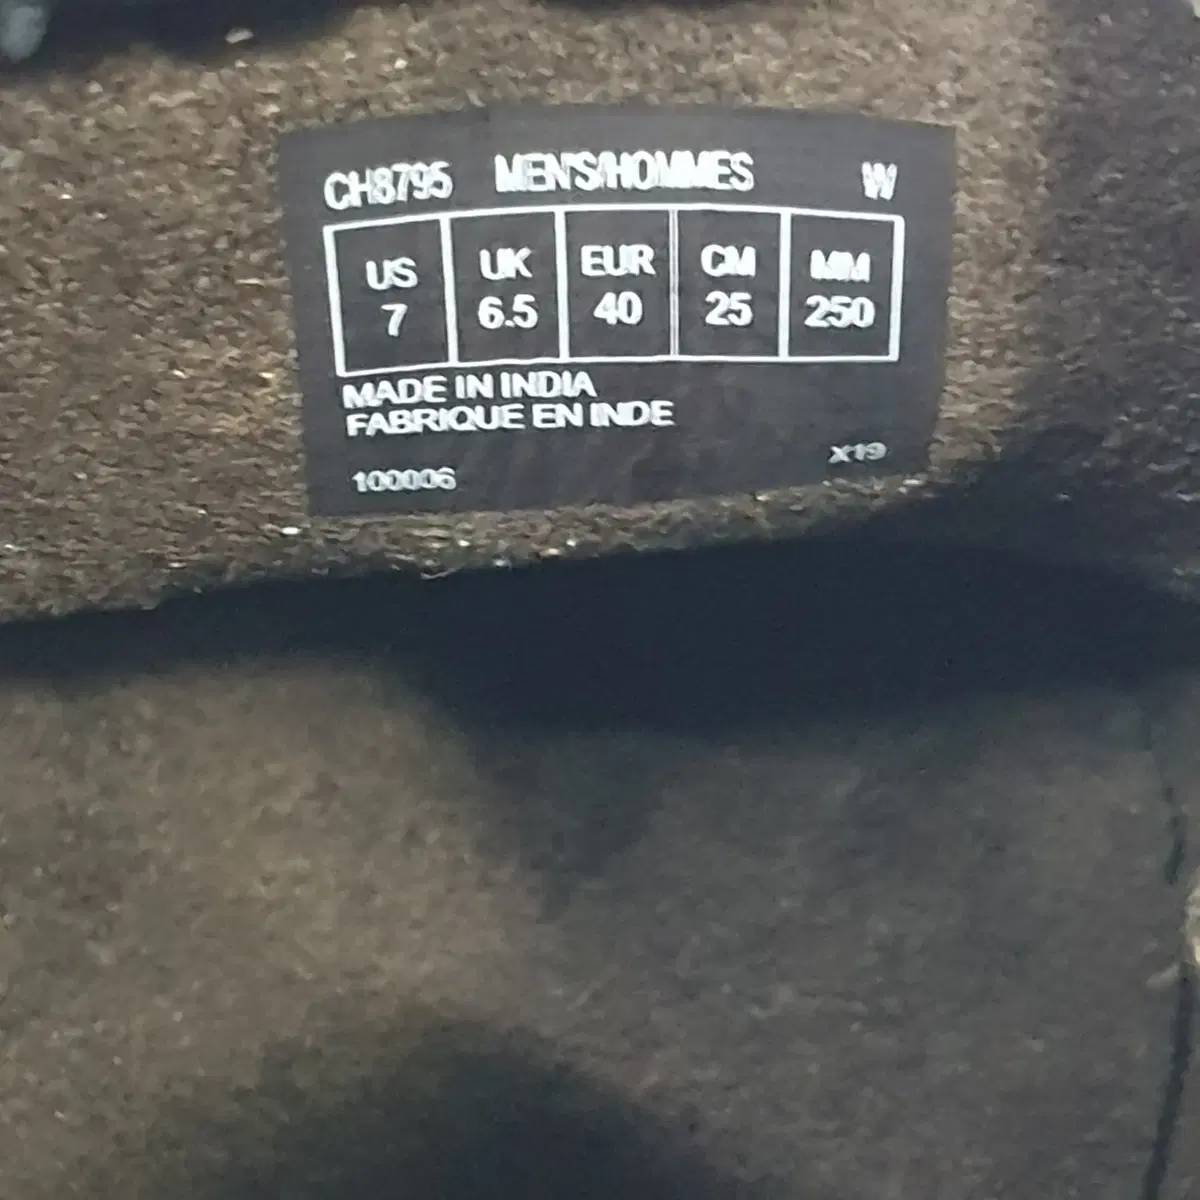 CH8795 MEN'S/HOMMES W
US UK EUR CM MM
7 6.5 40 25 250
MADE IN INDIA
FABRIQUE EN INDE
100006 X19